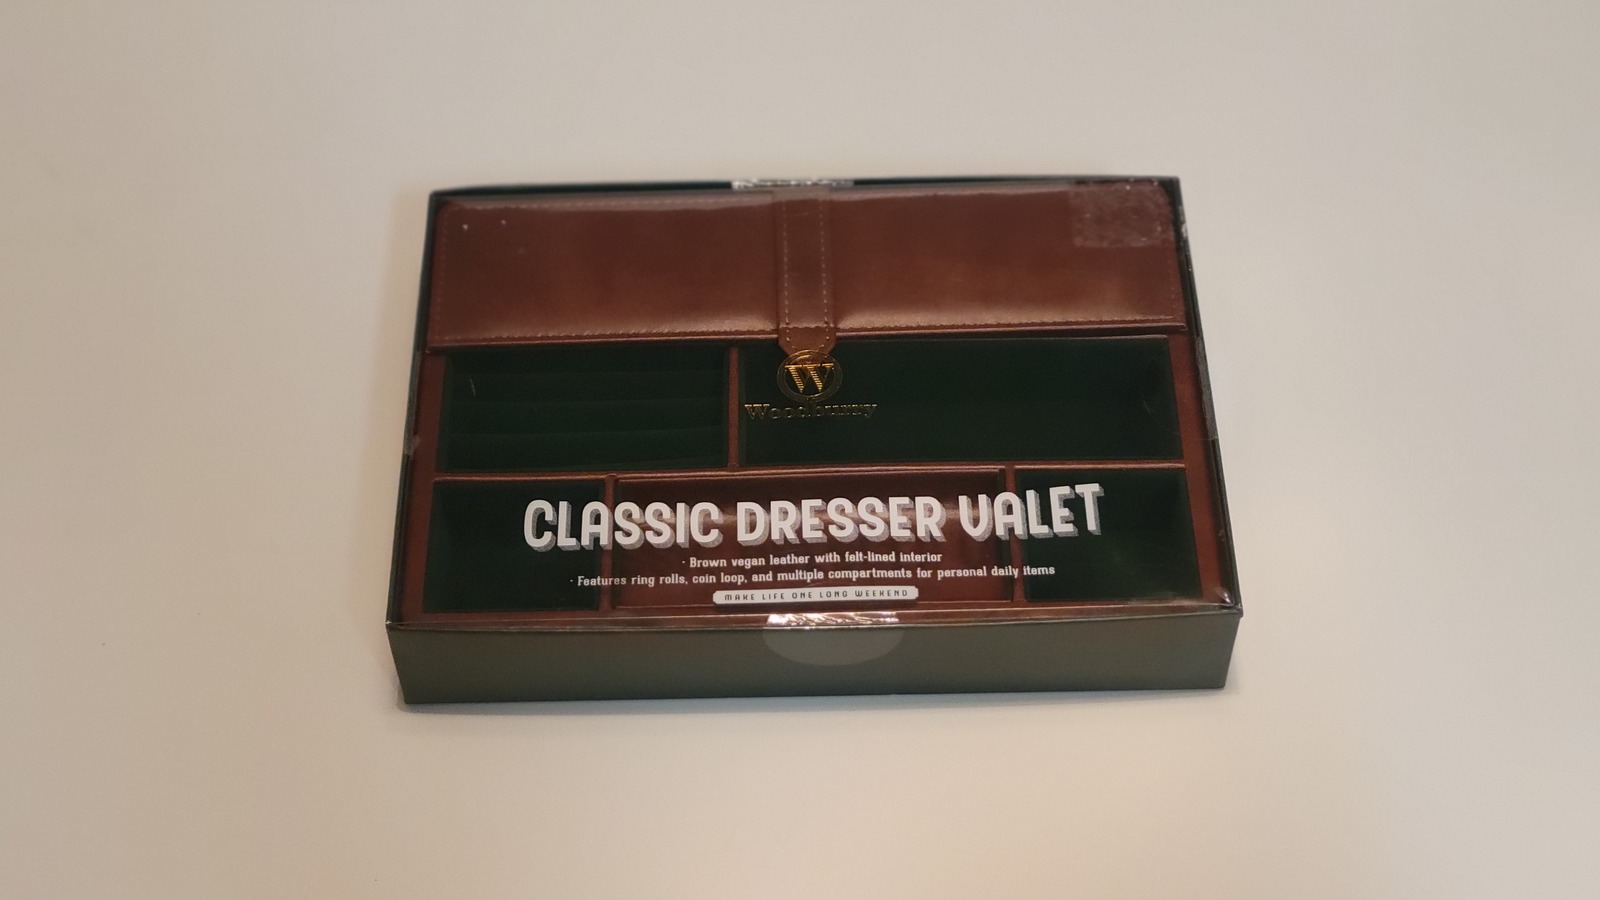 W
Woodbunny
CLASSIC DRESSER VALET
· Brown vegan leather with felt-lined interior
· Features ring rolls, coin loop, and multiple compartments for personal daily items
MAKE LIFE ONE LONG WEEKEND